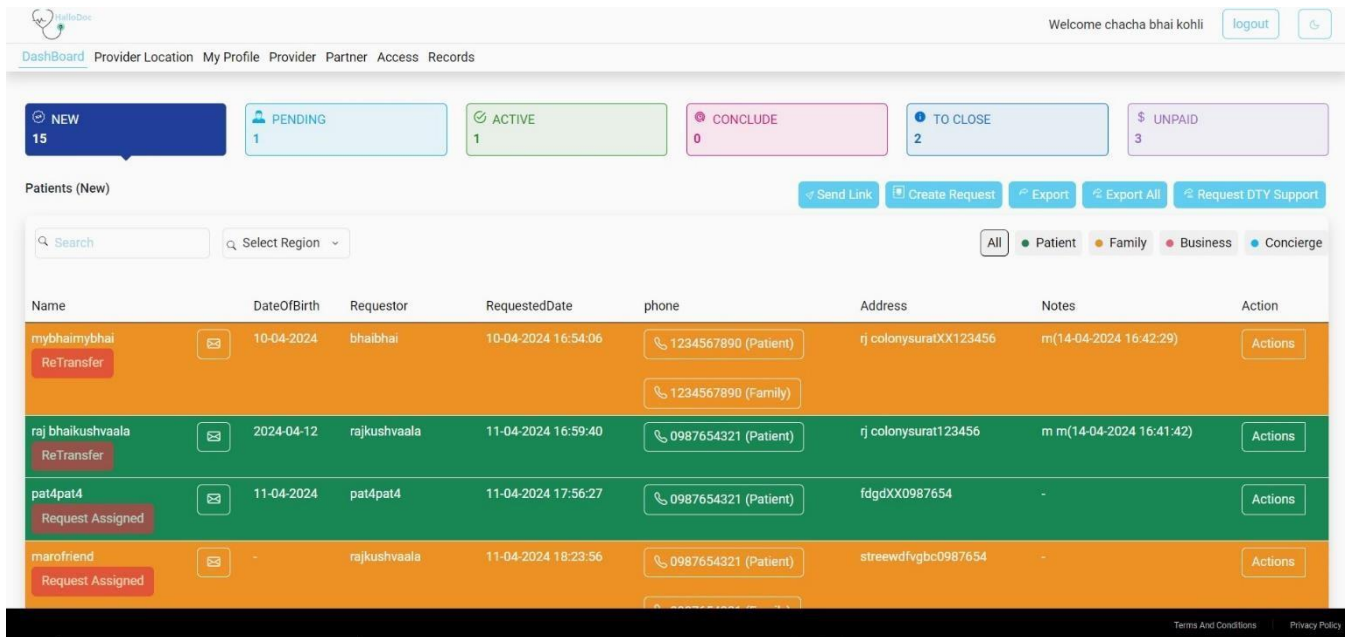 HalloDoc
Welcome chacha bhai kohli logout
DashBoard Provider Location My Profile Provider Partner Access Records
NEW PENDING ACTIVE CONCLUDE TO CLOSE UNPAID
15 1 1 0 2 3
Patients (New) Send Link Create Request Export Export All Request DTY Support
Search Select Region All Patient Family Business Concierge
Name DateOfBirth Requestor RequestedDate phone Address Notes Action
mybhaimybhai 10-04-2024 bhaibhai 10-04-2024 16:54:06 1234567890 (Patient) rj colonysuratXX123456 m(14-04-2024 16:42:29) Actions
ReTransfer
1234567890 (Family)
raj bhaikushvaala 2024-04-12 rajkushvaala 11-04-2024 16:59:40 0987654321 (Patient) rj colonysurat123456 m m(14-04-2024 16:41:42) Actions
ReTransfer
pat4pat4 11-04-2024 pat4pat4 11-04-2024 17:56:27 0987654321 (Patient) fdgdXX0987654 - Actions
Request Assigned
marofriend - rajkushvaala 11-04-2024 18:23:56 0987654321 (Patient) streewdfvgbc0987654 - Actions
Request Assigned
Terms And Conditions Privacy Policy